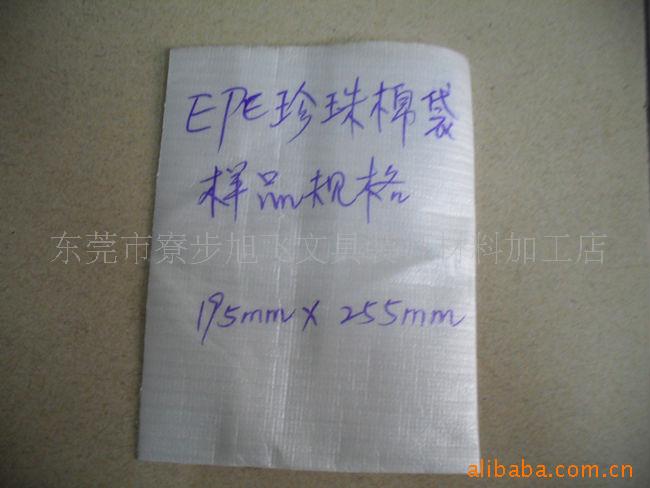 EPE珍珠棉袋
样品规格
东莞市寮步旭飞文具 材料加工店
195mm x 255mm
alibaba.com.cn